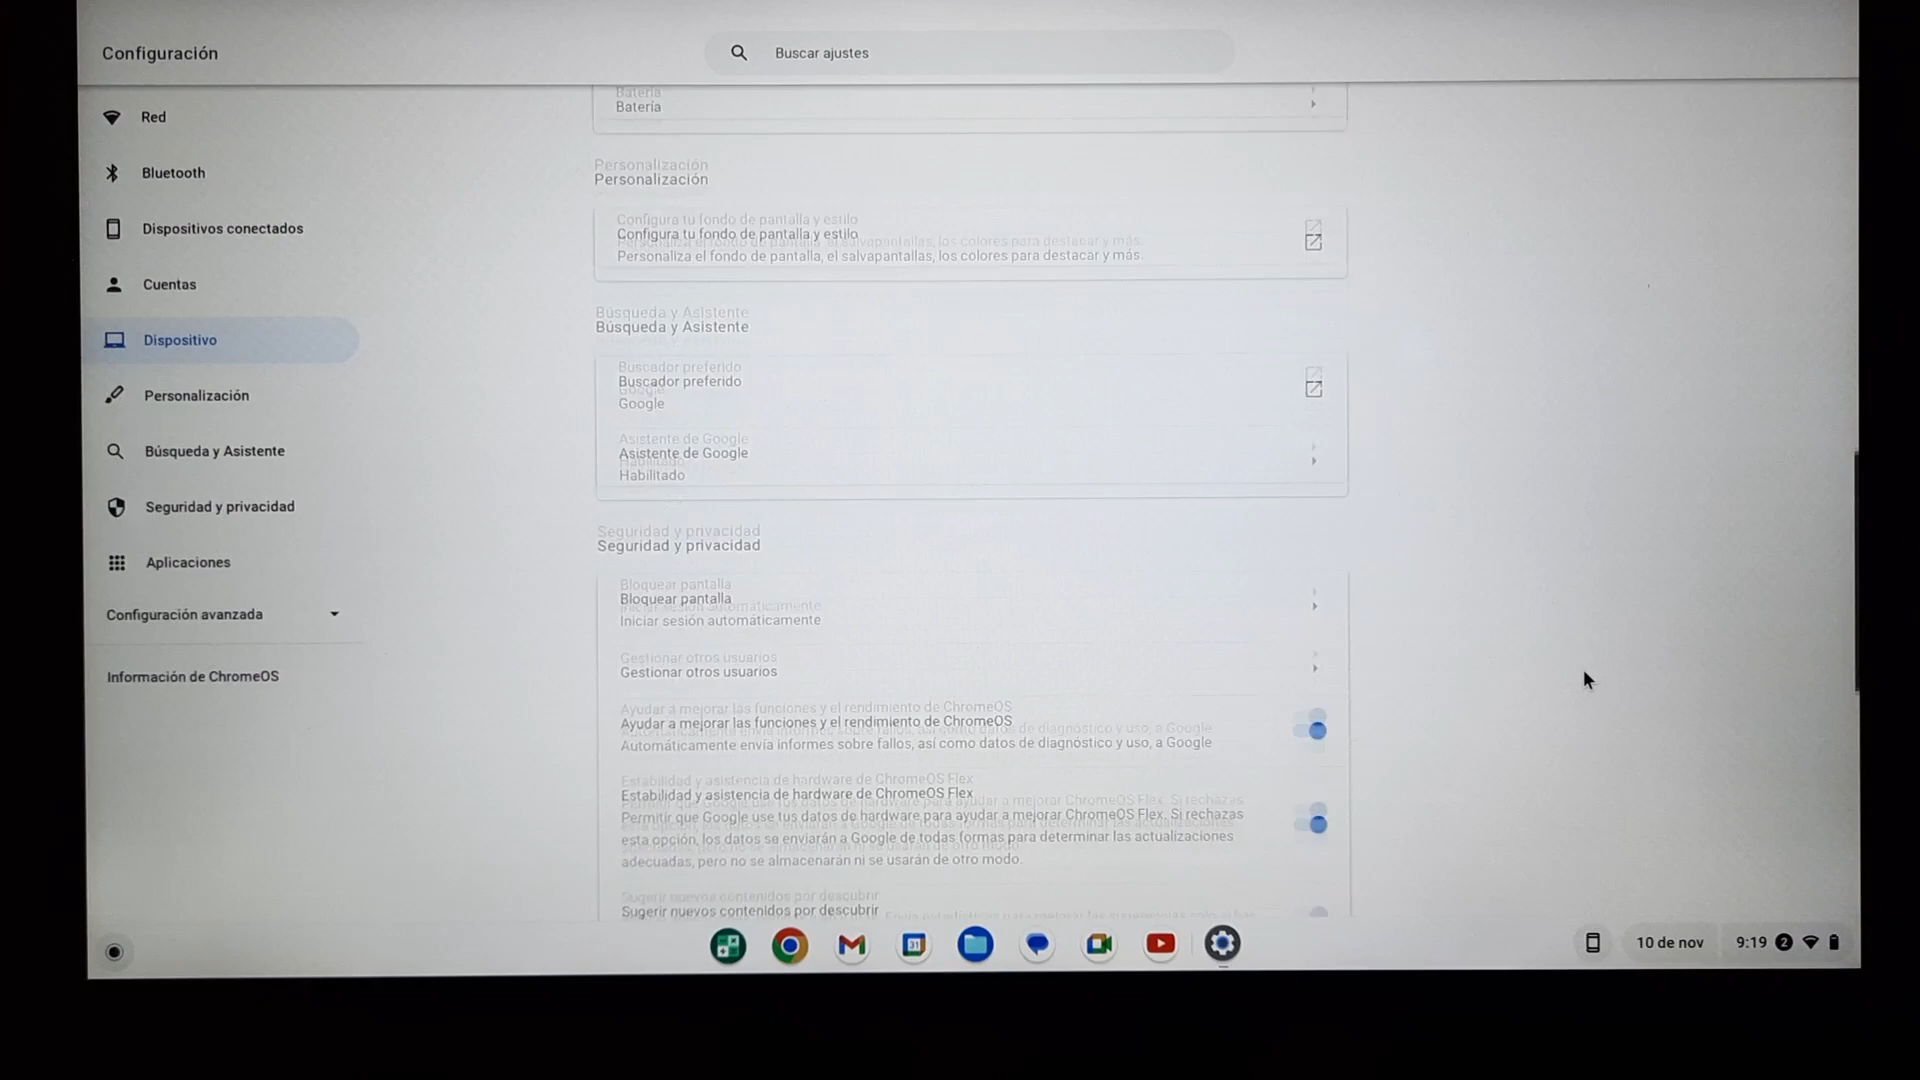 Configuración
Buscar ajustes
Red
Bluetooth
Dispositivos conectados
Cuentas
Dispositivo
Personalización
Búsqueda y Asistente
Seguridad y privacidad
Aplicaciones
Configuración avanzada
Información de ChromeOS
Batería
Personalización
Configura tu fondo de pantalla y estilo
Personaliza el fondo de pantalla, el salvapantallas, los colores para destacar y más.
Búsqueda y Asistente
Buscador preferido
Google
Asistente de Google
Habilitado
Seguridad y privacidad
Bloquear pantalla
Iniciar sesión automáticamente
Gestionar otros usuarios
Ayudar a mejorar las funciones y el rendimiento de ChromeOS
Automáticamente envía informes sobre fallos, así como datos de diagnóstico y uso, a Google
Estabilidad y asistencia de hardware de ChromeOS Flex
Permitir que Google use tus datos de hardware para ayudar a mejorar ChromeOS Flex. Si rechazas
esta opción, los datos se enviarán a Google de todas formas para determinar las actualizaciones
adecuadas, pero no se almacenarán ni se usarán de otro modo.
Sugerir nuevos contenidos por descubrir
31
10 de nov
9:19
2